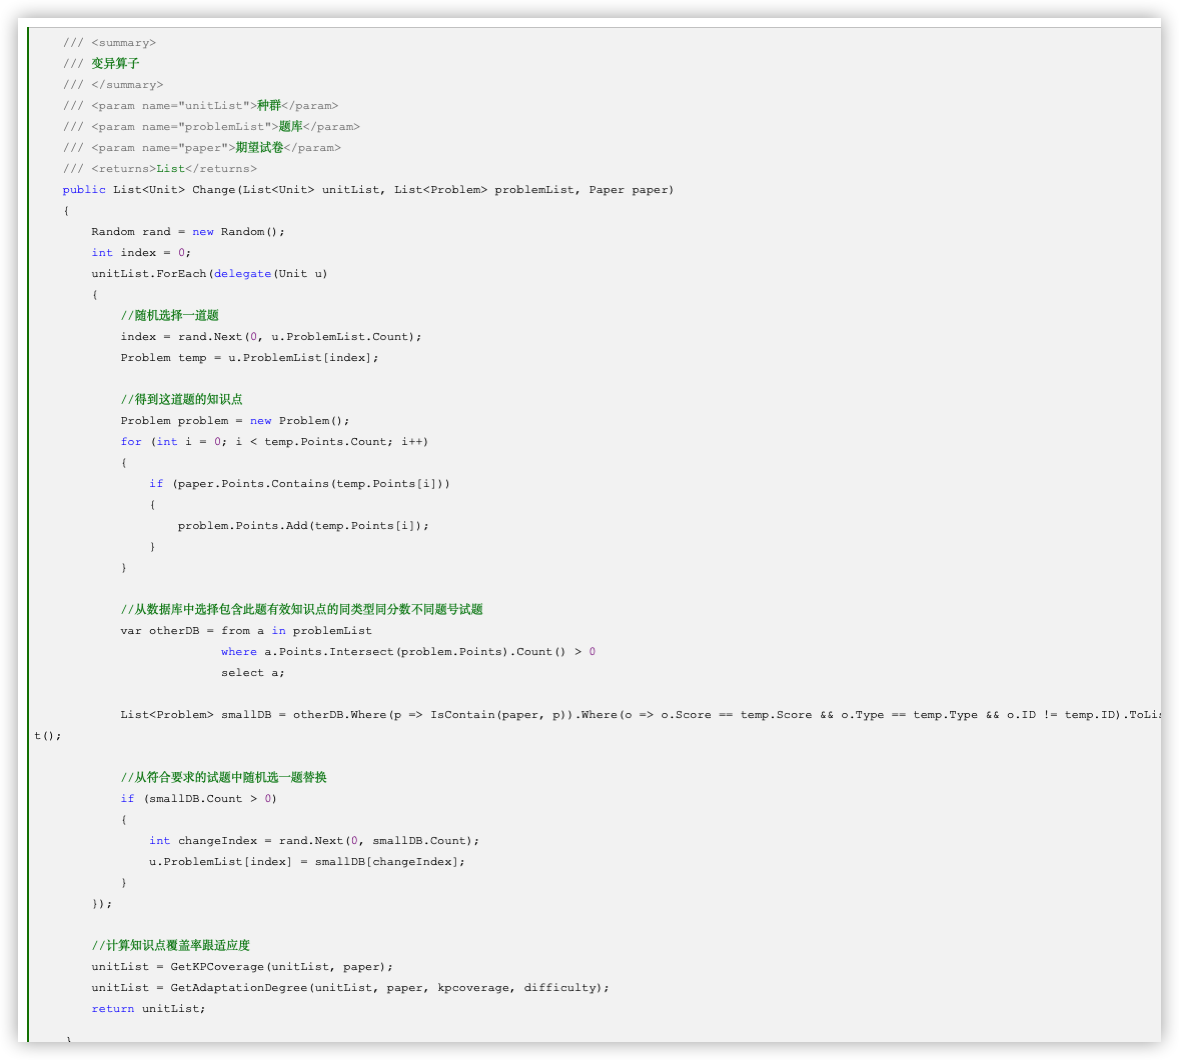 /// <summary>
/// 变异算子
/// </summary>
/// <param name="unitList">种群</param>
/// <param name="problemList">题库</param>
/// <param name="paper">期望试卷</param>
/// <returns>List</returns>
public List<Unit> Change(List<Unit> unitList, List<Problem> problemList, Paper paper)
{
Random rand = new Random();
int index = 0;
unitList.ForEach(delegate(Unit u)
{
//随机选择一道题
index = rand.Next(0, u.ProblemList.Count);
Problem temp = u.ProblemList[index];
//得到这道题的知识点
Problem problem = new Problem();
for (int i = 0; i < temp.Points.Count; i++)
{
if (paper.Points.Contains(temp.Points[i]))
{
problem.Points.Add(temp.Points[i]);
}
}
//从数据库中选择包含此题有效知识点的同类型同分数不同题号试题
var otherDB = from a in problemList
where a.Points.Intersect(problem.Points).Count() > 0
select a;
List<Problem> smallDB = otherDB.Where(p => IsContain(paper, p)).Where(o => o.Score == temp.Score && o.Type == temp.Type && o.ID != temp.ID).ToLis
t();
//从符合要求的试题中随机选一题替换
if (smallDB.Count > 0)
{
int changeIndex = rand.Next(0, smallDB.Count);
u.ProblemList[index] = smallDB[changeIndex];
}
});
//计算知识点覆盖率跟适应度
unitList = GetKPCoverage(unitList, paper);
unitList = GetAdaptationDegree(unitList, paper, kpcoverage, difficulty);
return unitList;
}